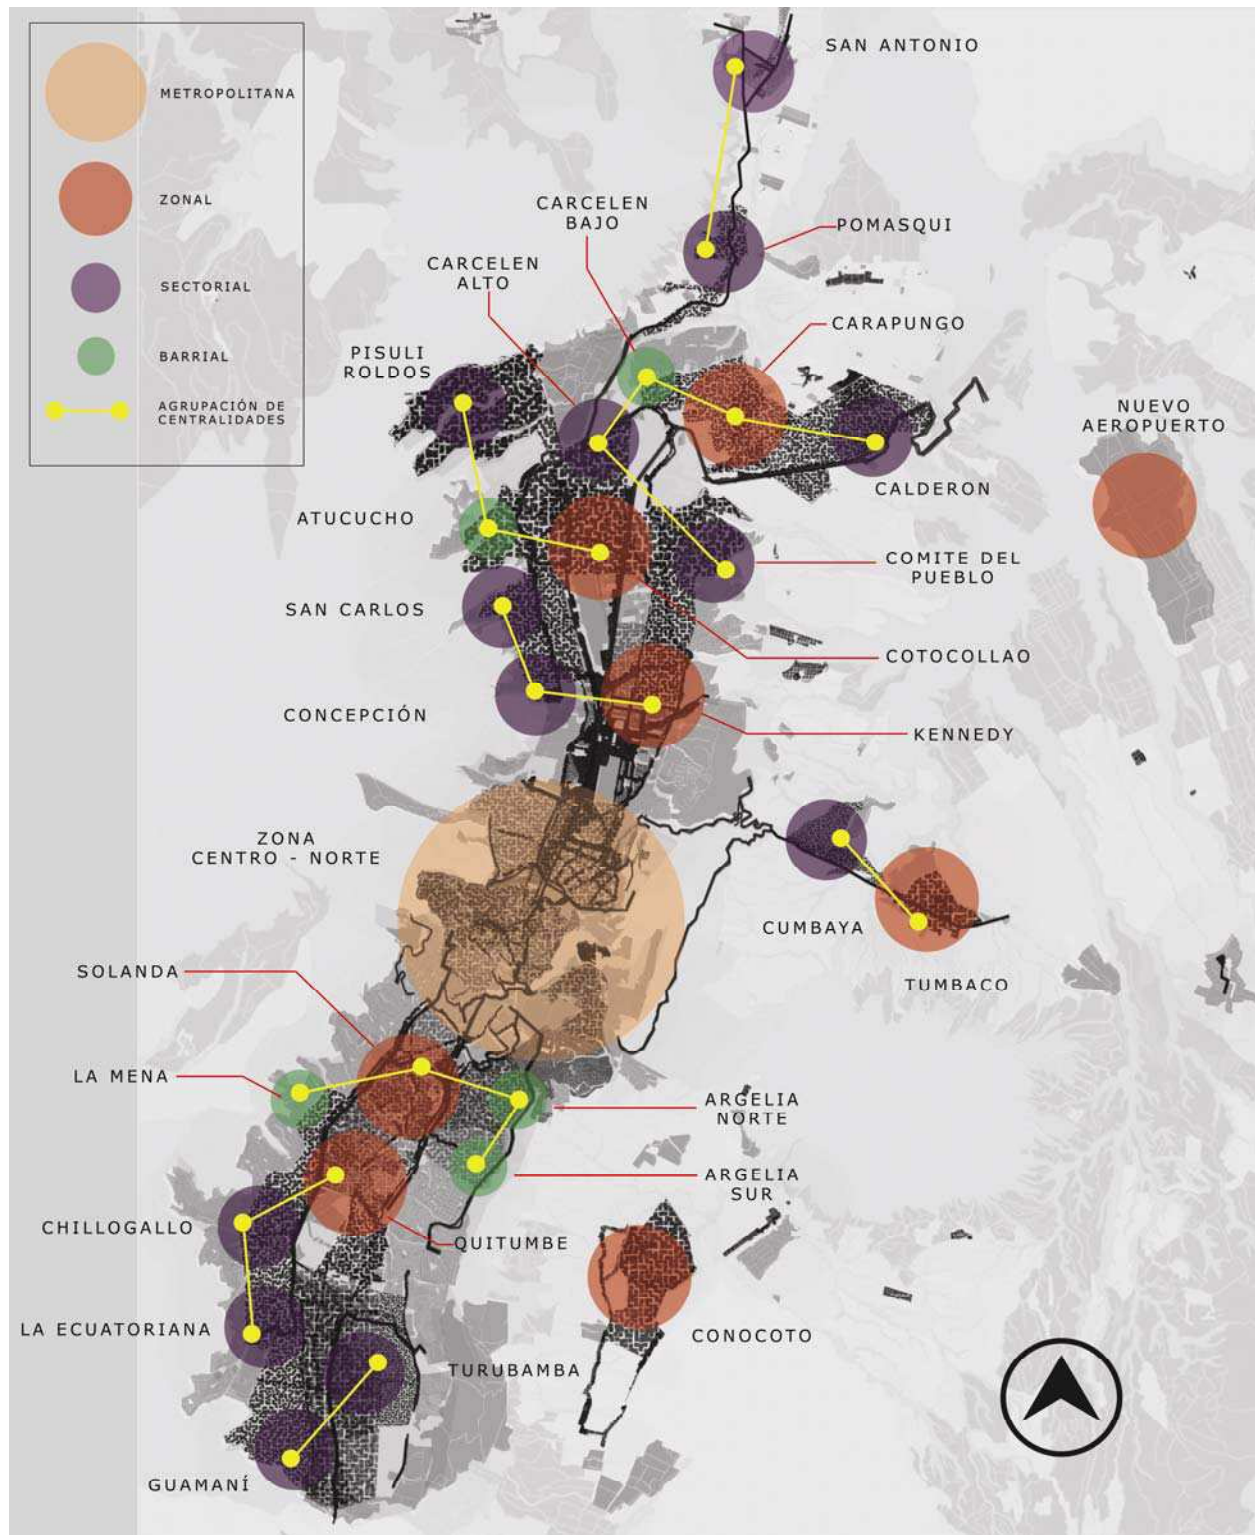 METROPOLITANA
ZONAL
SECTORIAL
BARRIAL
AGRUPACIÓN DE
CENTRALIDADES
SAN ANTONIO
CARCELEN
BAJO
POMASQUI
CARCELEN
ALTO
CARAPUNGO
PISULI
ROLDOS
NUEVO
AEROPUERTO
CALDERON
ATUCUCHO
COMITE DEL
PUEBLO
SAN CARLOS
COTOCOLLAO
CONCEPCIÓN
KENNEDY
ZONA
CENTRO - NORTE
CUMBAYA
SOLANDA
TUMBACO
LA MENA
ARGELIA
NORTE
ARGELIA
SUR
CHILLOGALLO
QUITUMBE
LA ECUATORIANA
CONOCOTO
TURUBAMBA
GUAMANÍ